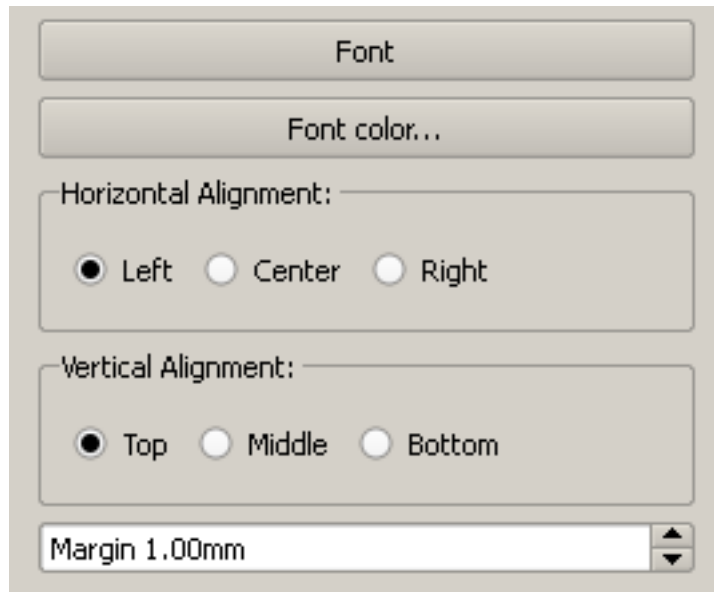 Font
Font color...
Horizontal Alignment:
Left Center Right
Vertical Alignment:
Top Middle Bottom
Margin 1.00mm